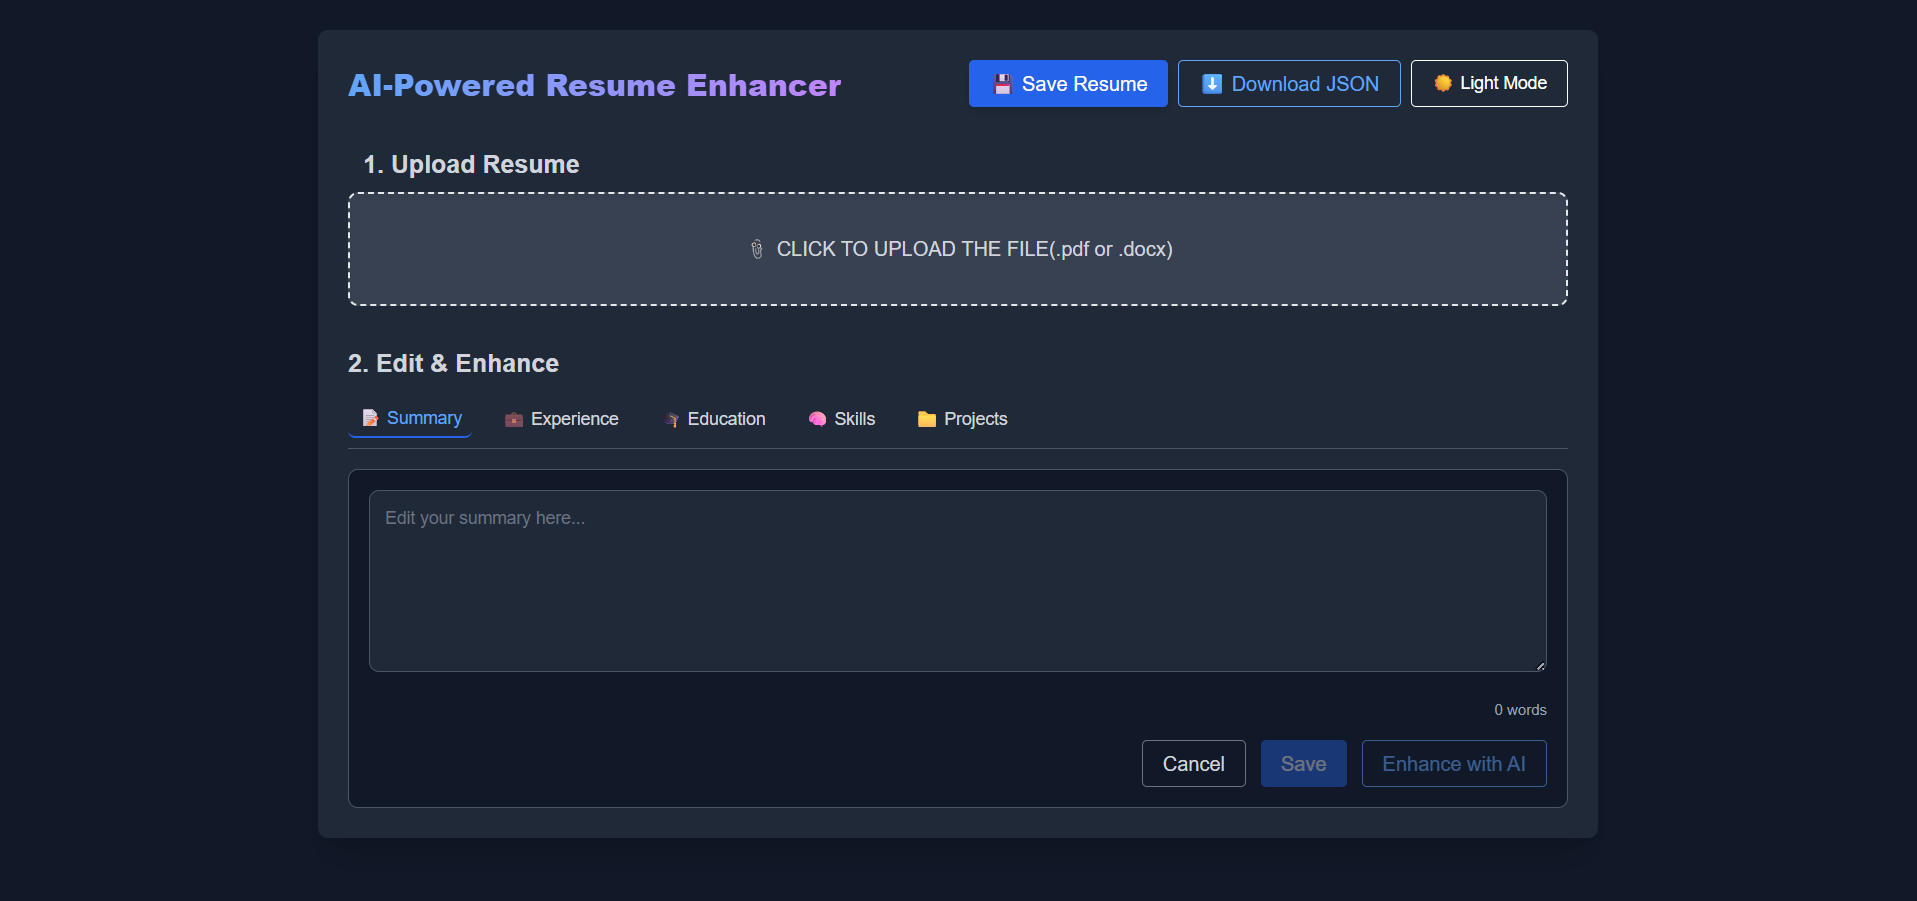 AI-Powered Resume Enhancer
💾 Save Resume
⬇️ Download JSON
Light Mode
1. Upload Resume
CLICK TO UPLOAD THE FILE(.pdf or .docx)
2. Edit & Enhance
Summary
Experience
Education
Skills
Projects
Edit your summary here...
0 words
Cancel
Save
Enhance with AI